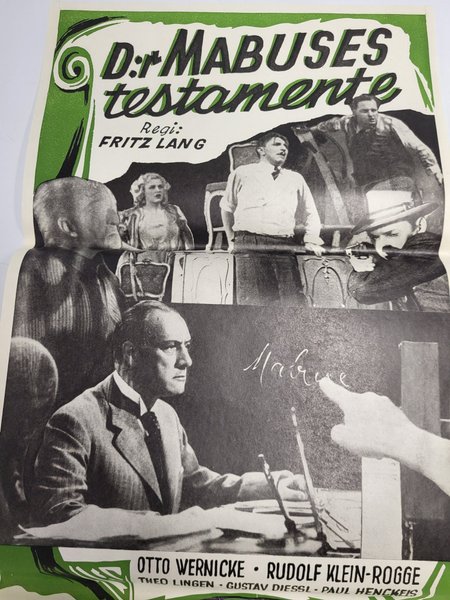 D:r MABUSES
testamente
Regi:
FRITZ LANG
Mabuse
OTTO WERNICKE • RUDOLF KLEIN-ROGGE
THEO LINGEN - GUSTAV DIESSL - PAUL HENCKELS